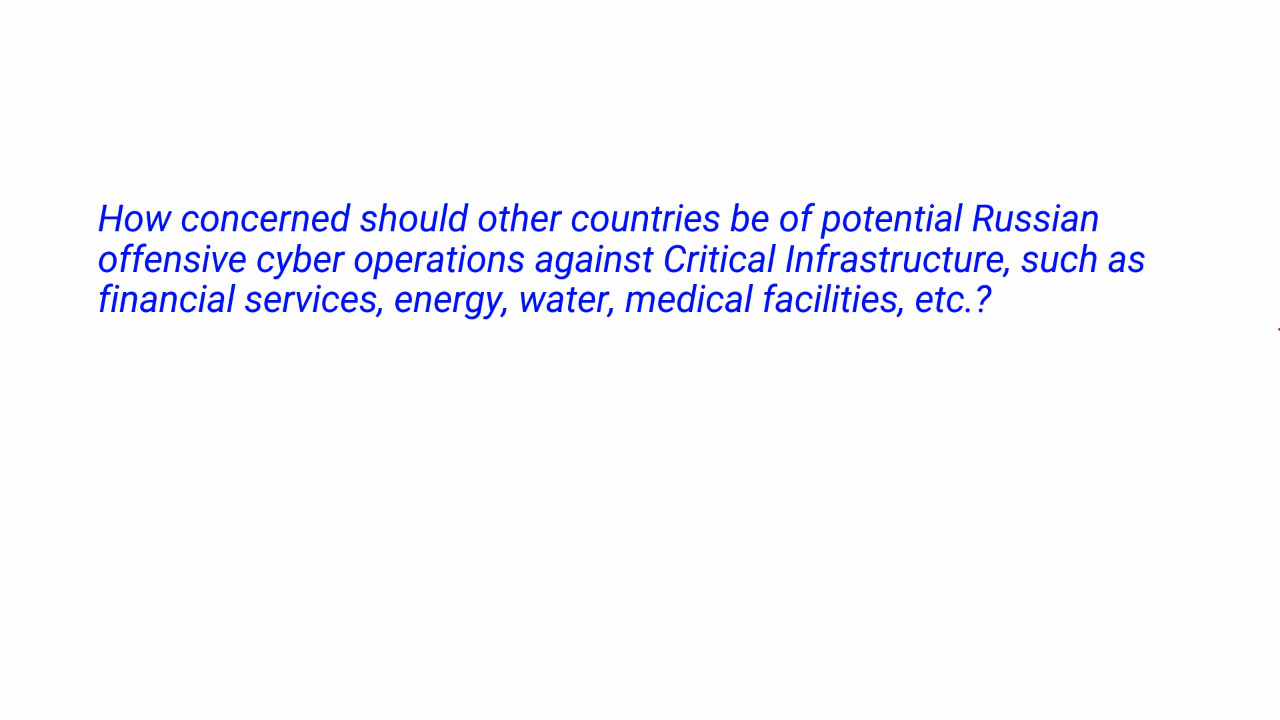 How concerned should other countries be of potential Russian
offensive cyber operations against Critical Infrastructure, such as
financial services, energy, water, medical facilities, etc.?